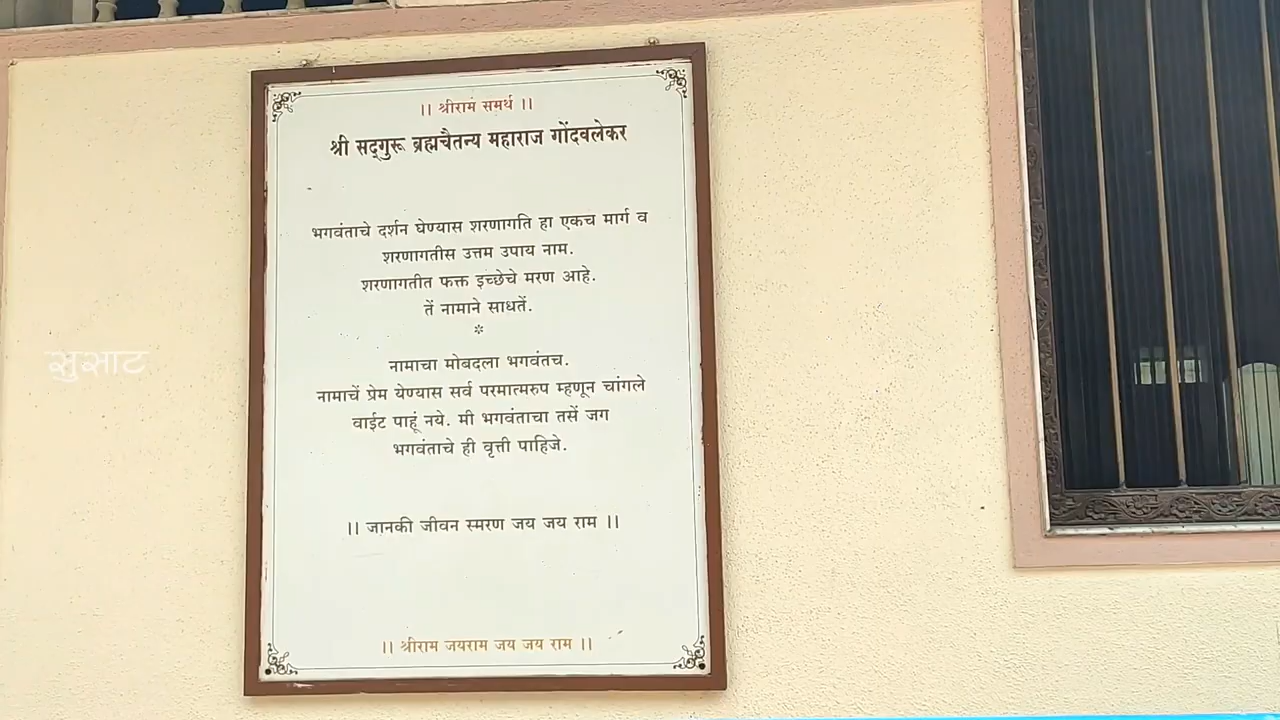 ।। श्रीराम समर्थ ।।
श्री सद्‌गुरू ब्रह्मचैतन्य महाराज गोंदवलेकर
भगवंताचे दर्शन घेण्यास शरणागति हा एकच मार्ग व
शरणागतीस उत्तम उपाय नाम.
शरणागतीत फक्त इच्छेचे मरण आहे.
तें नामाने साधतें.
*
नामाचा मोबदला भगवंतच.
नामाचें प्रेम येण्यास सर्व परमात्मरुप म्हणून चांगले
वाईट पाहूं नये. मी भगवंताचा तसें जग
भगवंताचे ही वृत्ती पाहिजे.
।। जानकी जीवन स्मरण जय जय राम ।।
।। श्रीराम जयराम जय जय राम ।।
सुसाट